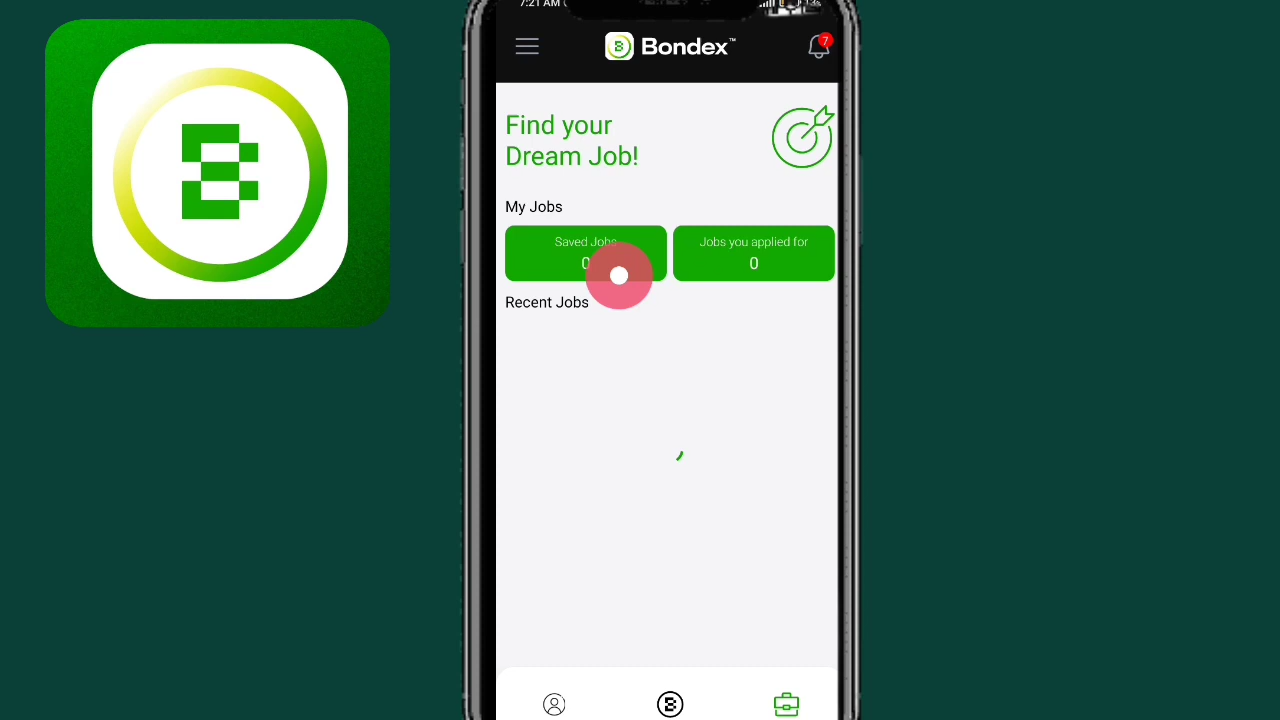 7:21 AM
Bondex™
7
Find your
Dream Job!
My Jobs
Saved Jobs
0
Jobs you applied for
0
Recent Jobs